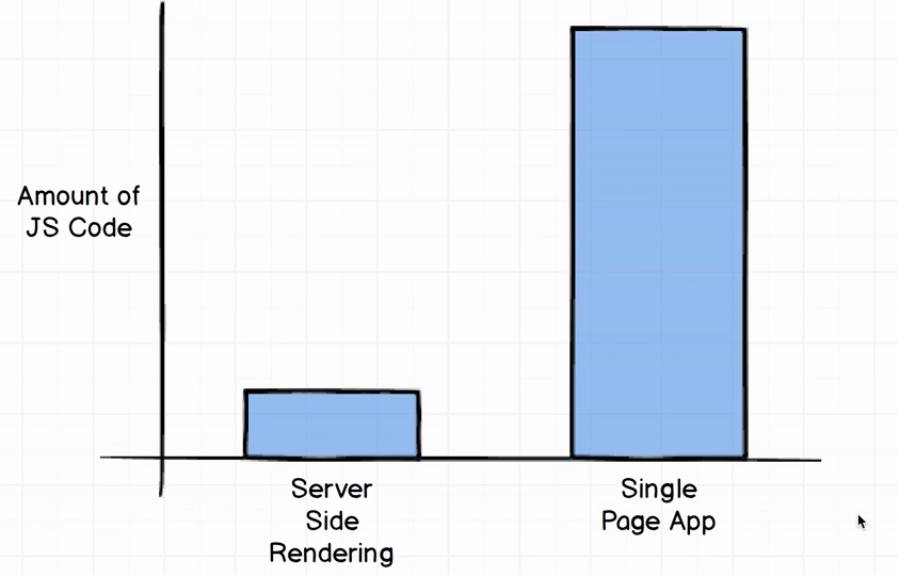 Amount of
JS Code
Server
Side
Rendering
Single
Page App